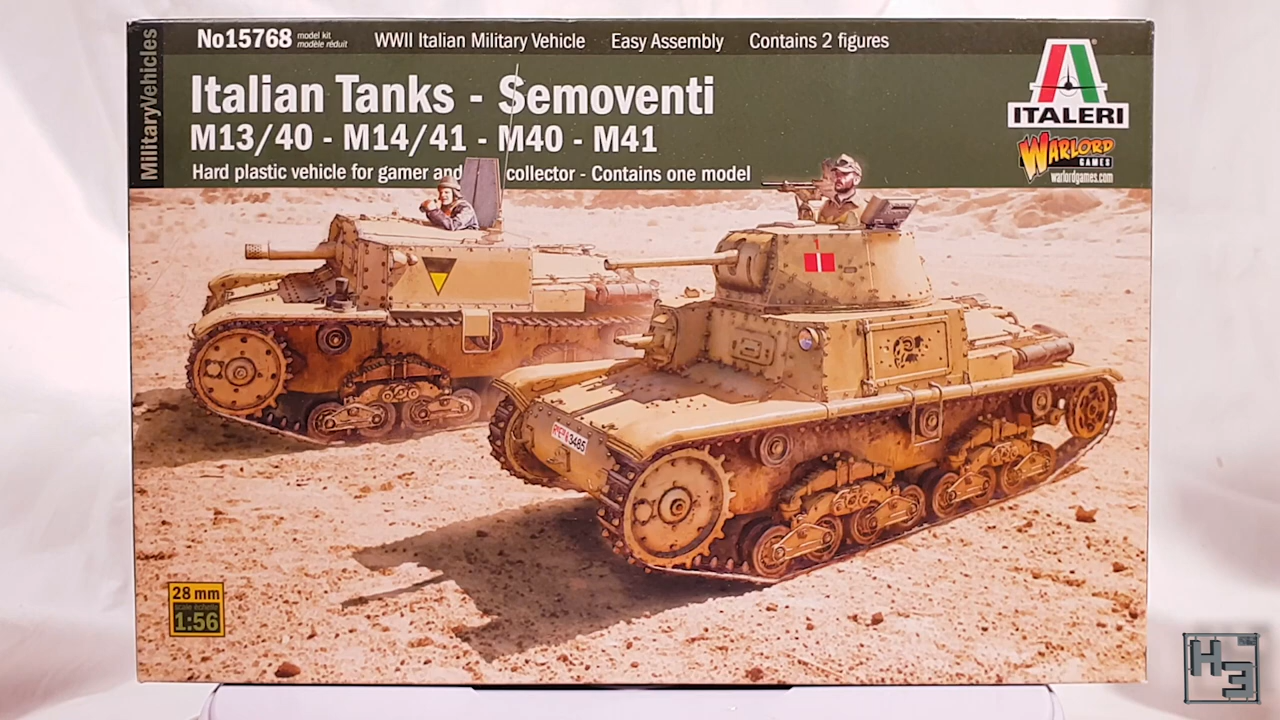 MilitaryVehicles
No15768 model kit
modèle réduit
WWII Italian Military Vehicle Easy Assembly Contains 2 figures
Italian Tanks - Semoventi
M13/40 - M14/41 - M40 - M41
Hard plastic vehicle for gamer and collector - Contains one model
ITALERI
WARLORD
GAMES
warlordgames.com
1
3485
28 mm
scale échelle
1:56
H3